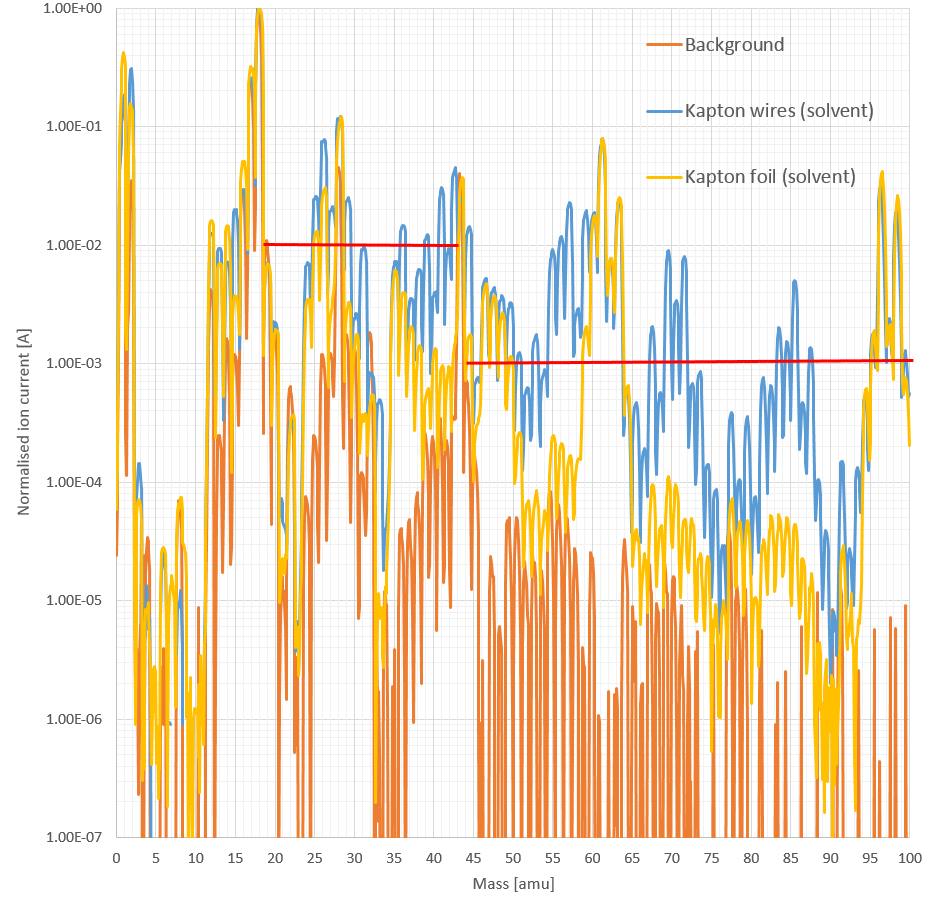 1.00E+00
1.00E-01
1.00E-02
1.00E-03
1.00E-04
1.00E-05
1.00E-06
1.00E-07
Normalised ion current [A]
Background
Kapton wires (solvent)
Kapton foil (solvent)
0 5 10 15 20 25 30 35 40 45 50 55 60 65 70 75 80 85 90 95 100
Mass [amu]